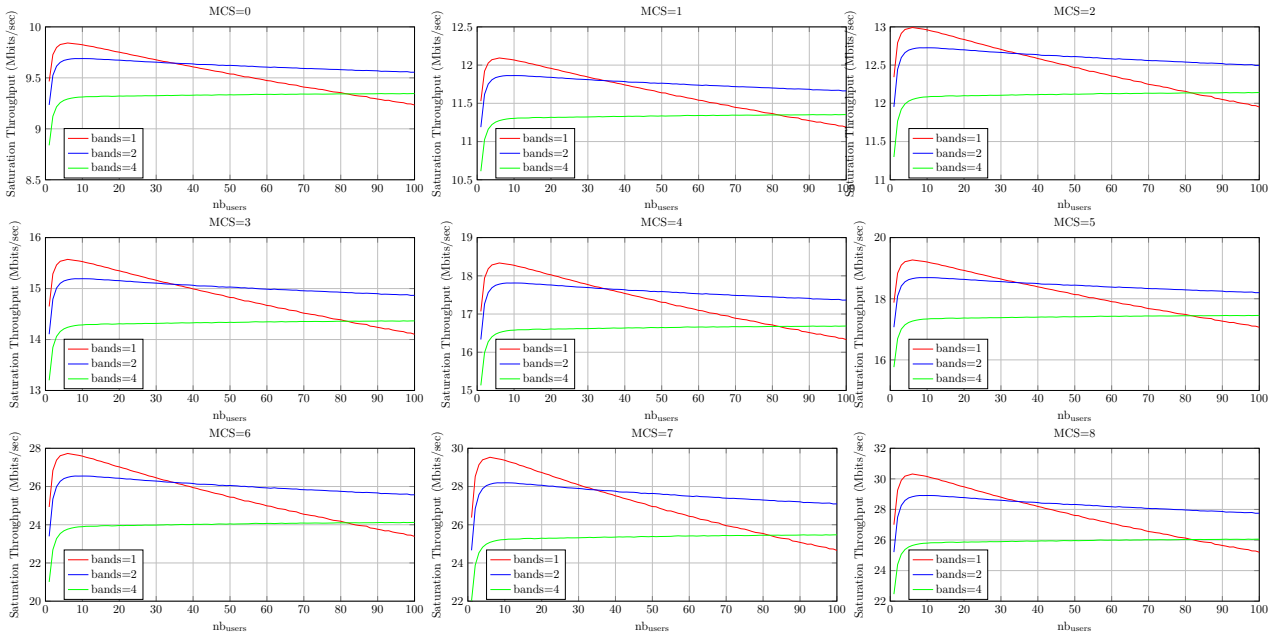 MCS=0
Saturation Throughput (Mbits/sec)
10
9.5
9
8.5
bands=1
bands=2
bands=4
0 10 20 30 40 50 60 70 80 90 100
nb_users
MCS=1
Saturation Throughput (Mbits/sec)
12
11.5
11
10.5
bands=1
bands=2
bands=4
0 10 20 30 40 50 60 70 80 90 100
nb_users
MCS=2
Saturation Throughput (Mbits/sec)
13
12.5
12
11.5
11
bands=1
bands=2
bands=4
0 10 20 30 40 50 60 70 80 90 100
nb_users
MCS=3
Saturation Throughput (Mbits/sec)
16
15
14
13
bands=1
bands=2
bands=4
0 10 20 30 40 50 60 70 80 90 100
nb_users
MCS=4
Saturation Throughput (Mbits/sec)
19
18
17
16
15
bands=1
bands=2
bands=4
0 10 20 30 40 50 60 70 80 90 100
nb_users
MCS=5
Saturation Throughput (Mbits/sec)
20
18
16
bands=1
bands=2
bands=4
0 10 20 30 40 50 60 70 80 90 100
nb_users
MCS=6
Saturation Throughput (Mbits/sec)
28
26
24
22
20
bands=1
bands=2
bands=4
0 10 20 30 40 50 60 70 80 90 100
nb_users
MCS=7
Saturation Throughput (Mbits/sec)
30
28
26
24
22
bands=1
bands=2
bands=4
0 10 20 30 40 50 60 70 80 90 100
nb_users
MCS=8
Saturation Throughput (Mbits/sec)
32
30
28
26
24
22
bands=1
bands=2
bands=4
0 10 20 30 40 50 60 70 80 90 100
nb_users